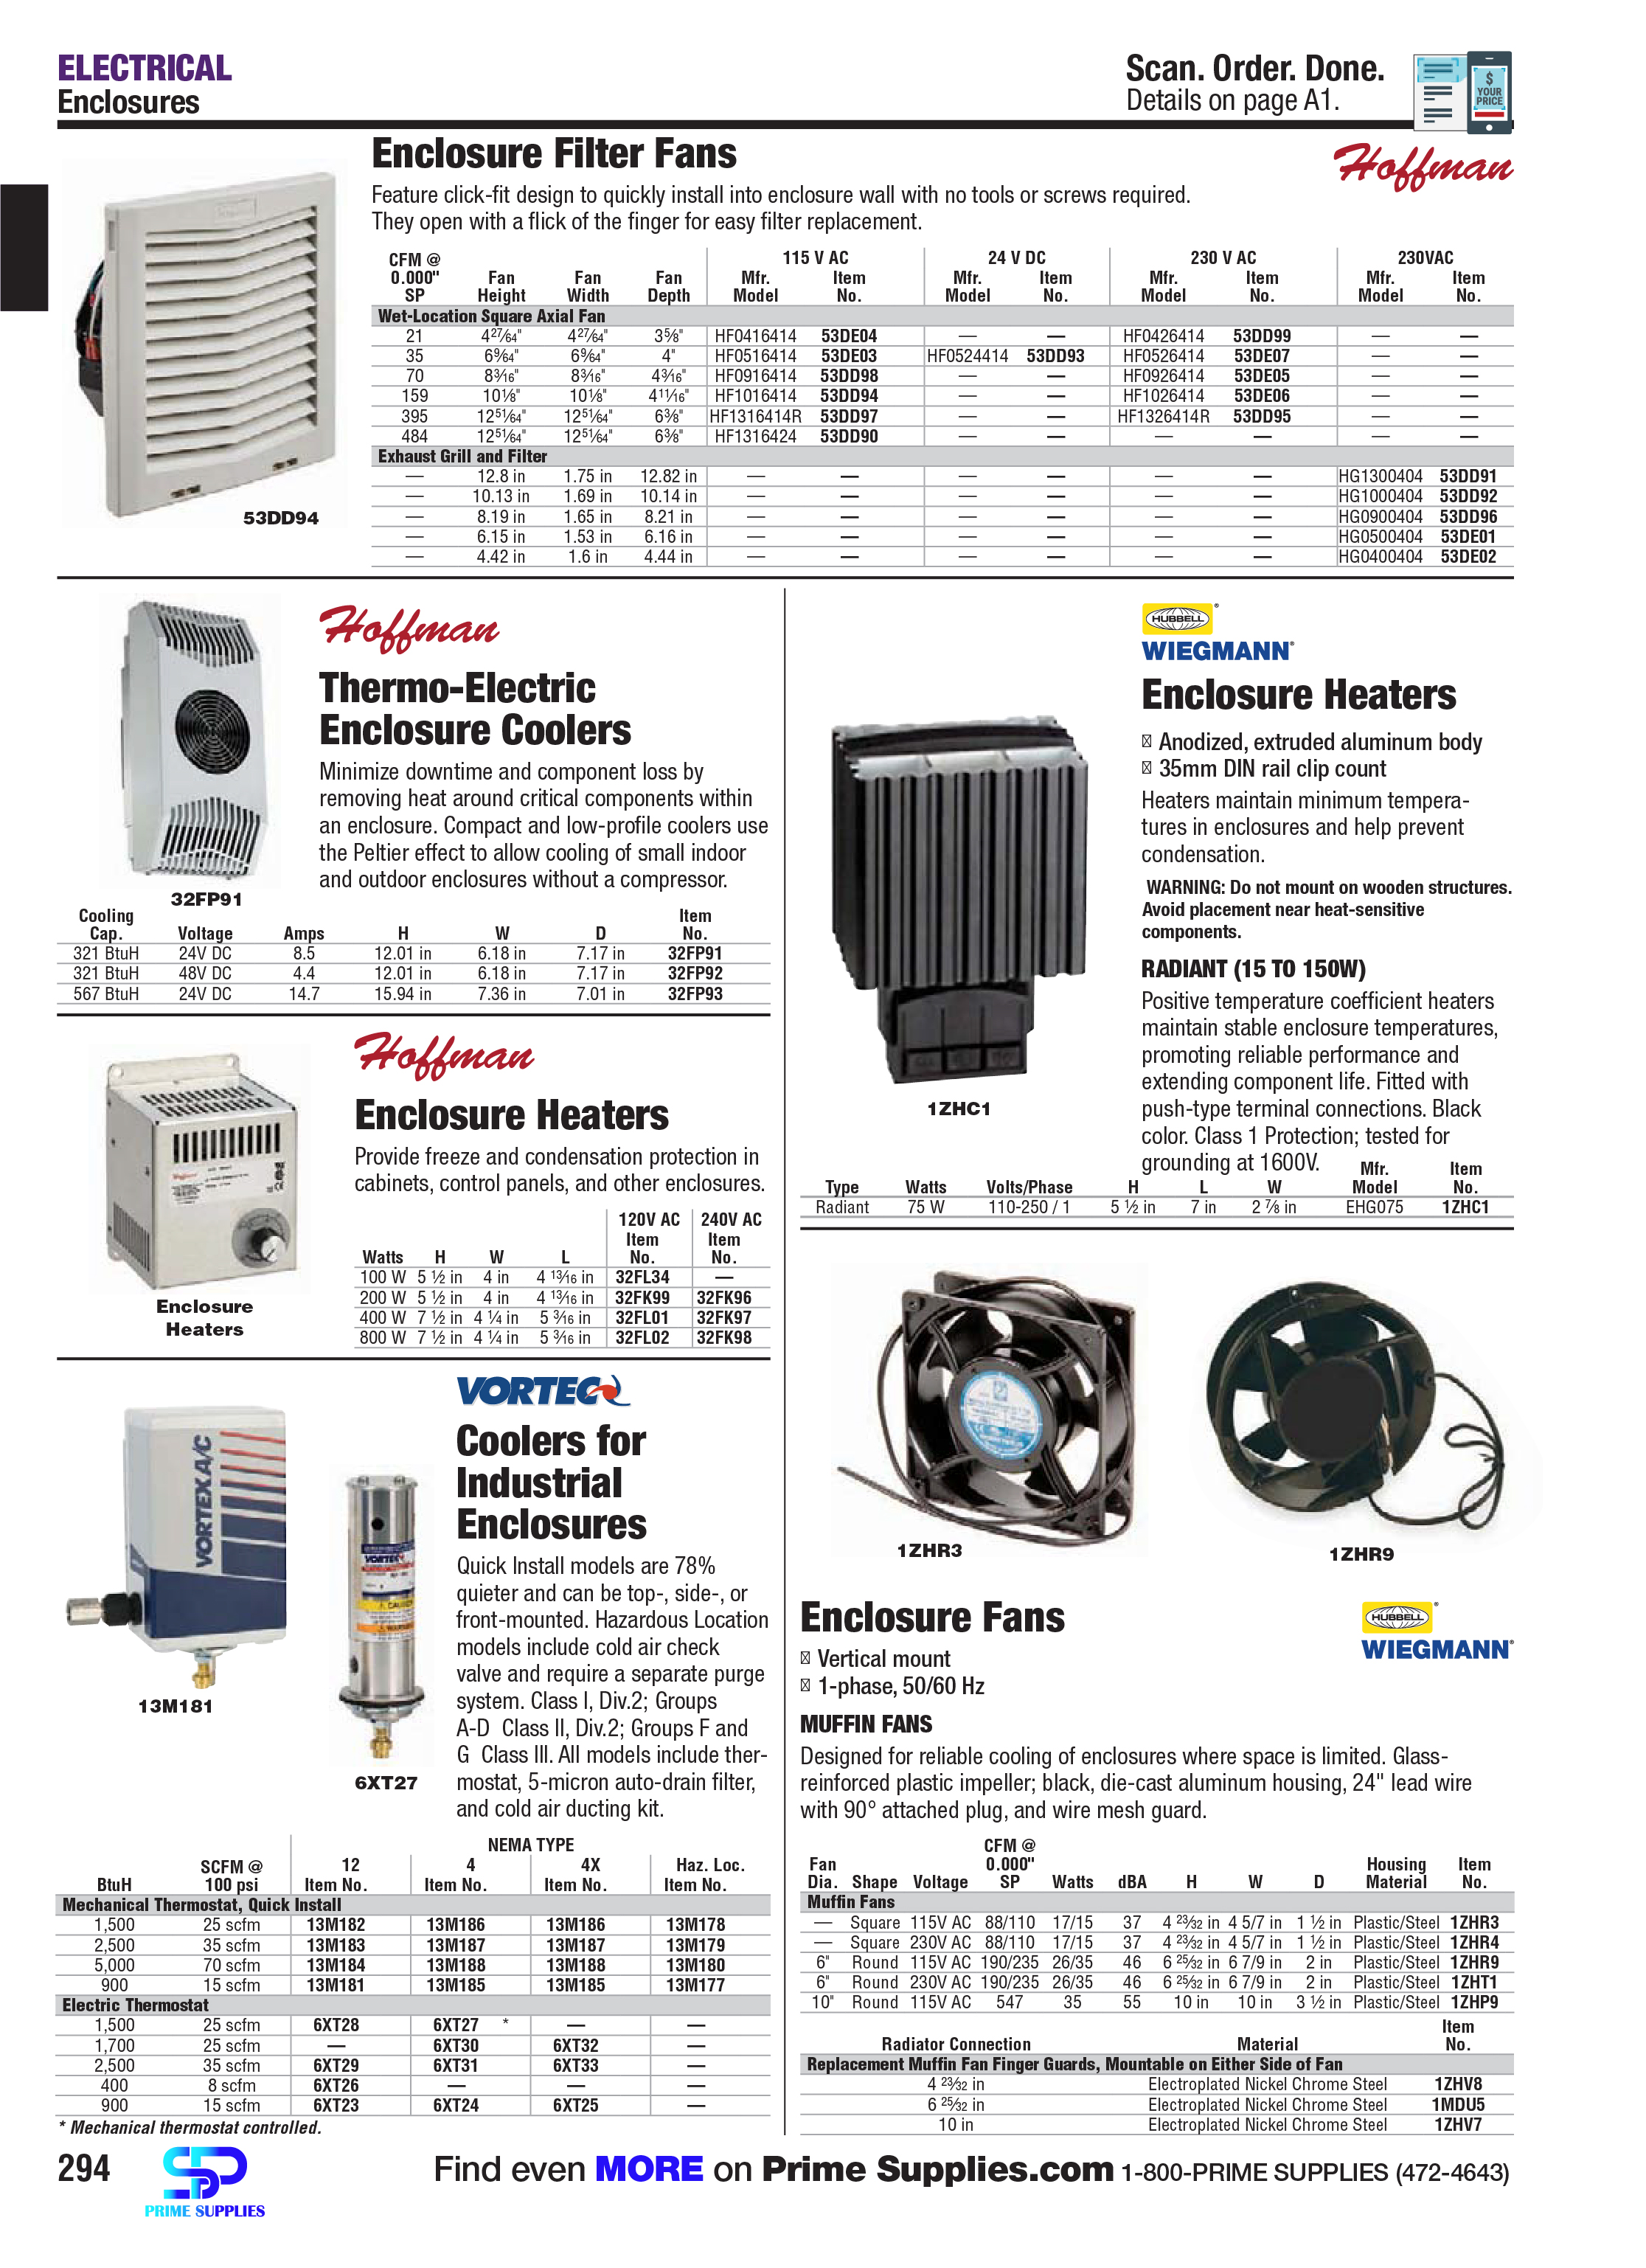 ELECTRICAL
Enclosures
Scan. Order. Done.
Details on page A1.
$
YOUR
PRICE
Enclosure Filter Fans
Hoffman
Feature click-fit design to quickly install into enclosure wall with no tools or screws required.
They open with a flick of the finger for easy filter replacement.
53DD94
115 V AC 24 V DC 230 V AC 230VAC
CFM @ 0.000" SP Fan Height Fan Width Fan Depth Mfr. Model Item No. Mfr. Model Item No. Mfr. Model Item No. Mfr. Model Item No.
Wet-Location Square Axial Fan
21 4 27/64" 4 27/64" 3 5/8" HF0416414 53DE04 — — HF0426414 53DD99 — —
35 6 9/64" 6 9/64" 4" HF0516414 53DE03 HF0524414 53DD93 HF0526414 53DE07 — —
70 8 3/16" 8 3/16" 4 3/16" HF0916414 53DD98 — — HF0926414 53DE05 — —
159 10 1/8" 10 1/8" 4 11/16" HF1016414 53DD94 — — HF1026414 53DE06 — —
395 12 51/64" 12 51/64" 6 3/8" HF1316414R 53DD97 — — HF1326414R 53DD95 — —
484 12 51/64" 12 51/64" 6 3/8" HF1316424 53DD90 — — — — — —
Exhaust Grill and Filter
— 12.8 in 1.75 in 12.82 in — — — — — — HG1300404 53DD91
— 10.13 in 1.69 in 10.14 in — — — — — — HG1000404 53DD92
— 8.19 in 1.65 in 8.21 in — — — — — — HG0900404 53DD96
— 6.15 in 1.53 in 6.16 in — — — — — — HG0500404 53DE01
— 4.42 in 1.6 in 4.44 in — — — — — — HG0400404 53DE02
Hoffman
Thermo-Electric
Enclosure Coolers
Minimize downtime and component loss by
removing heat around critical components within
an enclosure. Compact and low-profile coolers use
the Peltier effect to allow cooling of small indoor
and outdoor enclosures without a compressor.
32FP91
Cooling Cap. Voltage Amps H W D Item No.
321 BtuH 24V DC 8.5 12.01 in 6.18 in 7.17 in 32FP91
321 BtuH 48V DC 4.4 12.01 in 6.18 in 7.17 in 32FP92
567 BtuH 24V DC 14.7 15.94 in 7.36 in 7.01 in 32FP93
Hoffman
Enclosure Heaters
Provide freeze and condensation protection in
cabinets, control panels, and other enclosures.
Enclosure
Heaters
120V AC 240V AC
Watts H W L Item No. Item No.
100 W 5 ½ in 4 in 4 13/16 in 32FL34 —
200 W 5 ½ in 4 in 4 13/16 in 32FK99 32FK96
400 W 7 ½ in 4 ¼ in 5 3/16 in 32FL01 32FK97
800 W 7 ½ in 4 ¼ in 5 3/16 in 32FL02 32FK98
VORTEC
Coolers for
Industrial
Enclosures
Quick Install models are 78%
quieter and can be top-, side-, or
front-mounted. Hazardous Location
models include cold air check
valve and require a separate purge
system. Class I, Div.2; Groups
A-D Class II, Div.2; Groups F and
G Class III. All models include ther-
mostat, 5-micron auto-drain filter,
and cold air ducting kit.
VORTEX A/C
13M181
VORTEC
6XT27
NEMA TYPE
BtuH SCFM @ 100 psi 12 Item No. 4 Item No. 4X Item No. Haz. Loc. Item No.
Mechanical Thermostat, Quick Install
1,500 25 scfm 13M182 13M186 13M186 13M178
2,500 35 scfm 13M183 13M187 13M187 13M179
5,000 70 scfm 13M184 13M188 13M188 13M180
900 15 scfm 13M181 13M185 13M185 13M177
Electric Thermostat
1,500 25 scfm 6XT28 6XT27 * — —
1,700 25 scfm — 6XT30 6XT32 —
2,500 35 scfm 6XT29 6XT31 6XT33 —
400 8 scfm 6XT26 — — —
900 15 scfm 6XT23 6XT24 6XT25 —
* Mechanical thermostat controlled.
HUBBELL
WIEGMANN®
Enclosure Heaters
Anodized, extruded aluminum body
35mm DIN rail clip count
Heaters maintain minimum tempera-
tures in enclosures and help prevent
condensation.
WARNING: Do not mount on wooden structures.
Avoid placement near heat-sensitive
components.
RADIANT (15 TO 150W)
Positive temperature coefficient heaters
maintain stable enclosure temperatures,
promoting reliable performance and
extending component life. Fitted with
push-type terminal connections. Black
color. Class 1 Protection; tested for
grounding at 1600V.
1ZHC1
Type Watts Volts/Phase H L W Mfr. Model Item No.
Radiant 75 W 110-250 / 1 5 ½ in 7 in 2 ⅞ in EHG075 1ZHC1
1ZHR3
1ZHR9
Enclosure Fans
HUBBELL
WIEGMANN®
Vertical mount
1-phase, 50/60 Hz
MUFFIN FANS
Designed for reliable cooling of enclosures where space is limited. Glass-
reinforced plastic impeller; black, die-cast aluminum housing, 24" lead wire
with 90° attached plug, and wire mesh guard.
Fan Dia. Shape Voltage CFM @ 0.000" SP Watts dBA H W D Housing Material Item No.
Muffin Fans
— Square 115V AC 88/110 17/15 37 4 23/32 in 4 5/7 in 1 ½ in Plastic/Steel 1ZHR3
— Square 230V AC 88/110 17/15 37 4 23/32 in 4 5/7 in 1 ½ in Plastic/Steel 1ZHR4
6" Round 115V AC 190/235 26/35 46 6 25/32 in 6 7/9 in 2 in Plastic/Steel 1ZHR9
6" Round 230V AC 190/235 26/35 46 6 25/32 in 6 7/9 in 2 in Plastic/Steel 1ZHT1
10" Round 115V AC 547 35 55 10 in 10 in 3 ½ in Plastic/Steel 1ZHP9
Radiator Connection Material Item No.
Replacement Muffin Fan Finger Guards, Mountable on Either Side of Fan
4 23/32 in Electroplated Nickel Chrome Steel 1ZHV8
6 25/32 in Electroplated Nickel Chrome Steel 1MDU5
10 in Electroplated Nickel Chrome Steel 1ZHV7
294
PRIME SUPPLIES
Find even MORE on Prime Supplies.com 1-800-PRIME SUPPLIES (472-4643)